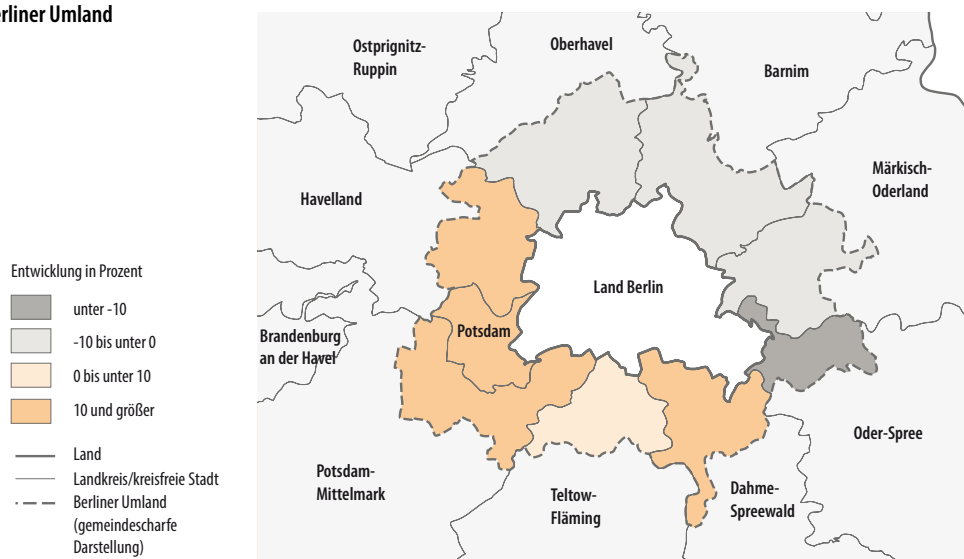 erliner Umland
Ostprignitz-
Ruppin
Oberhavel
Barnim
Havelland
Märkisch-
Oderland
Land Berlin
Potsdam
Brandenburg
an der Havel
Oder-Spree
Potsdam-
Mittelmark
Teltow-
Fläming
Dahme-
Spreewald
Entwicklung in Prozent
unter -10
-10 bis unter 0
0 bis unter 10
10 und größer
Land
Landkreis/kreisfreie Stadt
Berliner Umland
(gemeindescharfe
Darstellung)